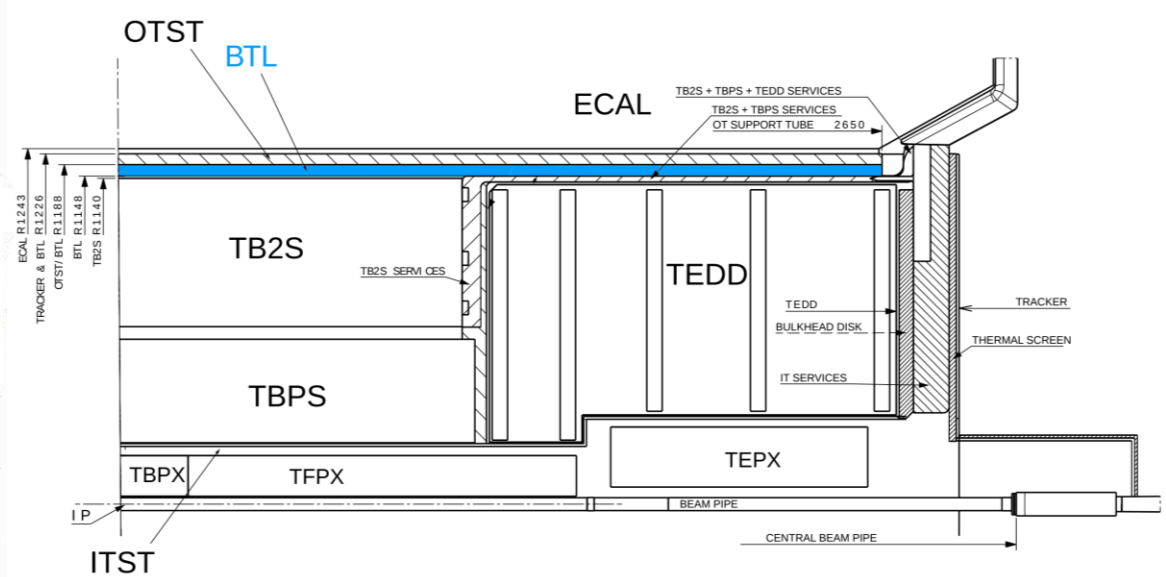 OTST
BTL
ECAL
TB2S + TBPS + TEDD SERVICES
TB2S + TBPS SERVICES
OT SUPPORT TUBE 2650
ECAL R1243
TRACKER & BTL R1226
OTST/ BTL R1188
BTL R1148
TB2S R1140
TB2S
TB2S SERVICES
TEDD
TEDD
BULKHEAD DISK
TRACKER
THERMAL SCREEN
IT SERVICES
TBPS
TEPX
TBPX
TFPX
BEAM PIPE
IP
CENTRAL BEAM PIPE
ITST